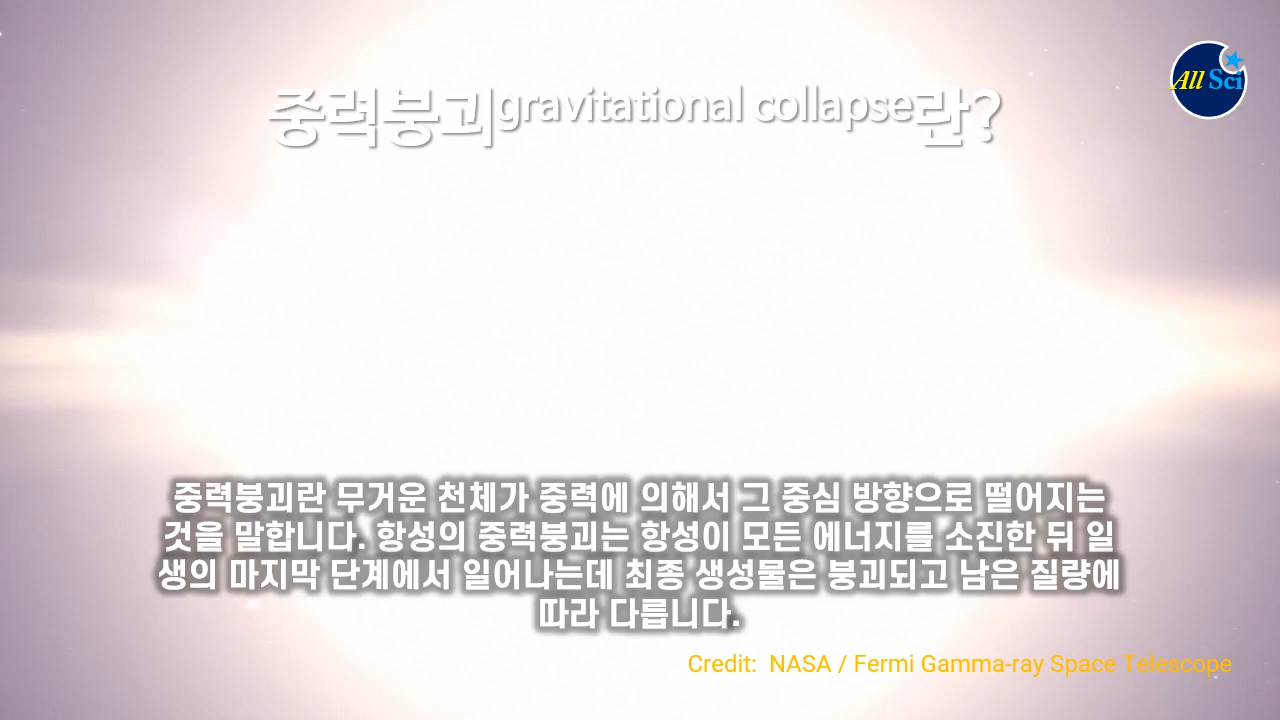 All Sci
중력붕괴gravitational collapse란?
중력붕괴란 무거운 천체가 중력에 의해서 그 중심 방향으로 떨어지는
것을 말합니다. 항성의 중력붕괴는 항성이 모든 에너지를 소진한 뒤 일
생의 마지막 단계에서 일어나는데 최종 생성물은 붕괴되고 남은 질량에
따라 다릅니다.
Credit: NASA / Fermi Gamma-ray Space Telescope